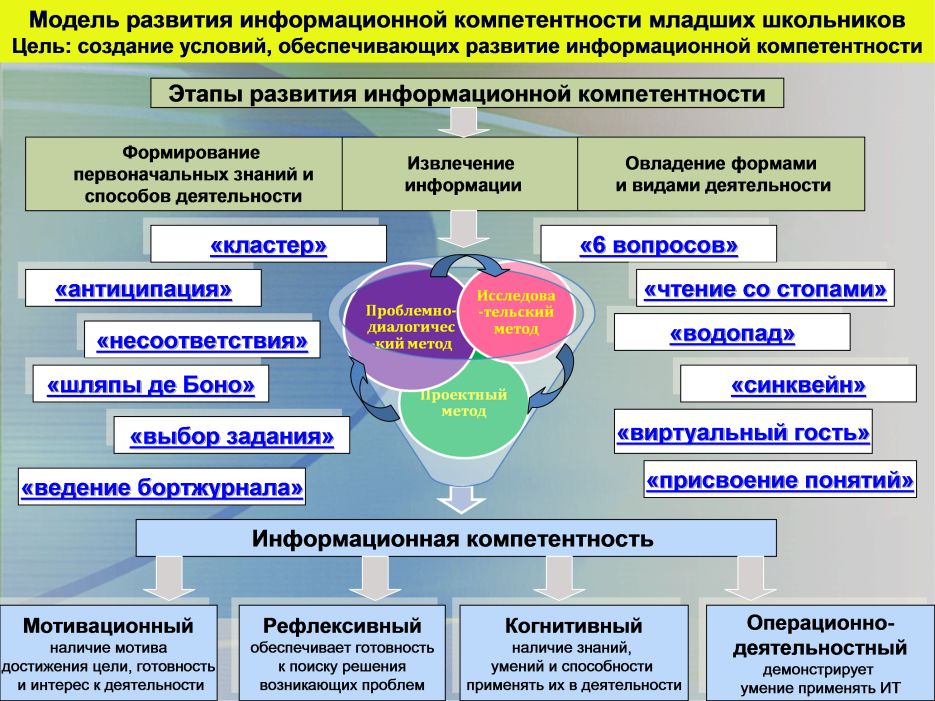 Модель развития информационной компетентности младших школьников
Цель: создание условий, обеспечивающих развитие информационной компетентности
Этапы развития информационной компетентности
Формирование
первоначальных знаний и
способов деятельности
Извлечение
информации
Овладение формами
и видами деятельности
«кластер»
«6 вопросов»
«антиципация»
«чтение со стопами»
«несоответствия»
«водопад»
«шляпы де Боно»
«синквейн»
«выбор задания»
«виртуальный гость»
«ведение бортжурнала»
«присвоение понятий»
Проблемно-
диалогичес
-кий метод
Исследова
-тельский
метод
Проектный
метод
Информационная компетентность
Мотивационный
наличие мотива
достижения цели, готовность
и интерес к деятельности
Рефлексивный
обеспечивает готовность
к поиску решения
возникающих проблем
Когнитивный
наличие знаний,
умений и способности
применять их в деятельности
Операционно-
деятельностный
демонстрирует
умение применять ИТ